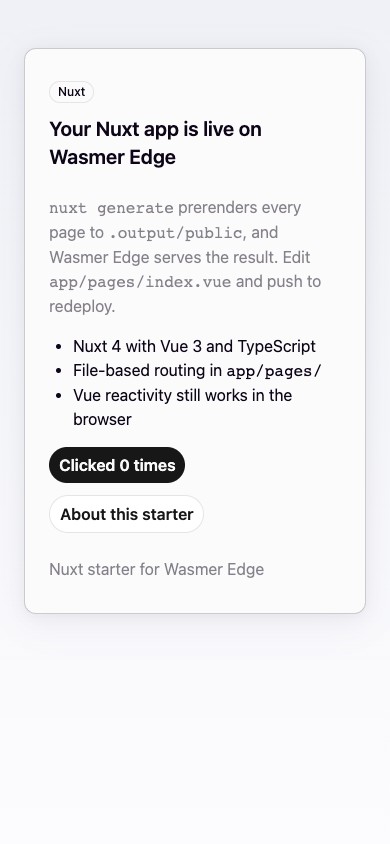 Nuxt
Your Nuxt app is live on
Wasmer Edge
nuxt generate prerenders every
page to .output/public, and
Wasmer Edge serves the result. Edit
app/pages/index.vue and push to
redeploy.
• Nuxt 4 with Vue 3 and TypeScript
• File-based routing in app/pages/
• Vue reactivity still works in the
browser
Clicked 0 times
About this starter
Nuxt starter for Wasmer Edge